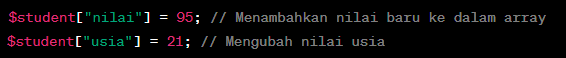 $student["nilai"] = 95; // Menambahkan nilai baru ke dalam array
$student["usia"] = 21; // Mengubah nilai usia